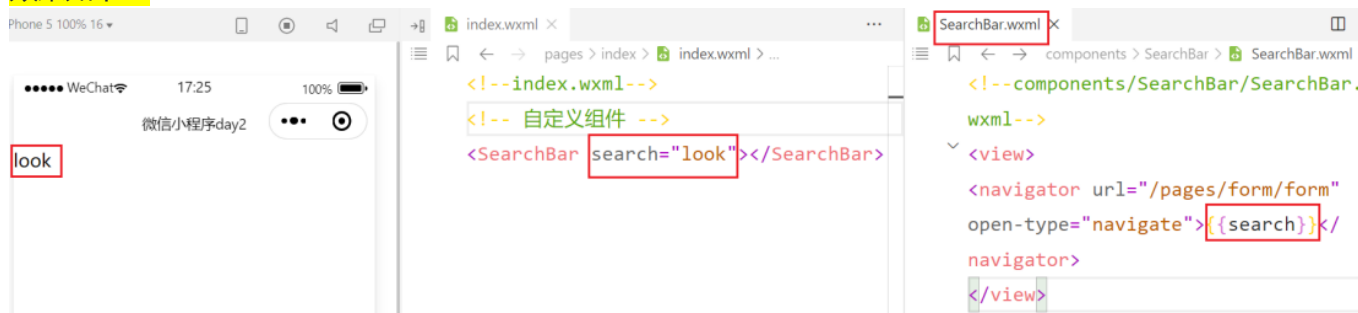 Phone 5 100% 16
WeChat 17:25 100%
微信小程序day2
look
index.wxml
pages > index > index.wxml > ...
<!--index.wxml-->
<!-- 自定义组件 -->
<SearchBar search="look"></SearchBar>
SearchBar.wxml
components > SearchBar > SearchBar.wxml
<!--components/SearchBar/SearchBar.
wxml-->
<view>
<navigator url="/pages/form/form"
open-type="navigate">{{search}}</
navigator>
</view>